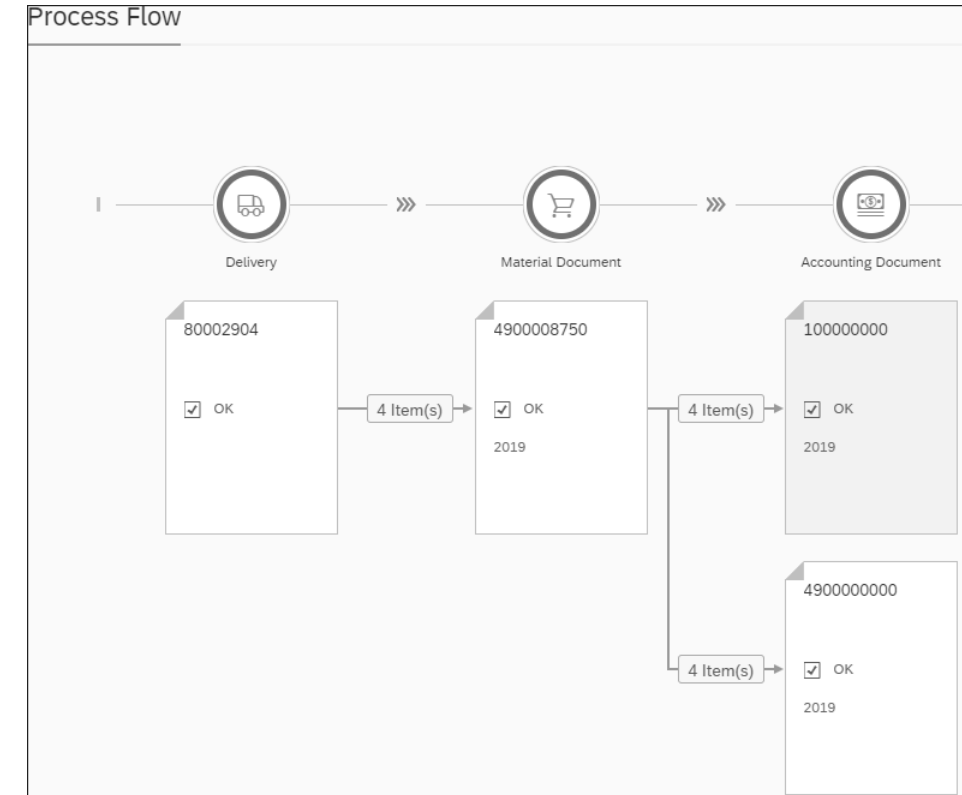 Process Flow
Delivery
Material Document
Accounting Document
80002904
4900008750
100000000
OK
4 Item(s)
OK
4 Item(s)
OK
2019
2019
4900000000
4 Item(s)
OK
2019